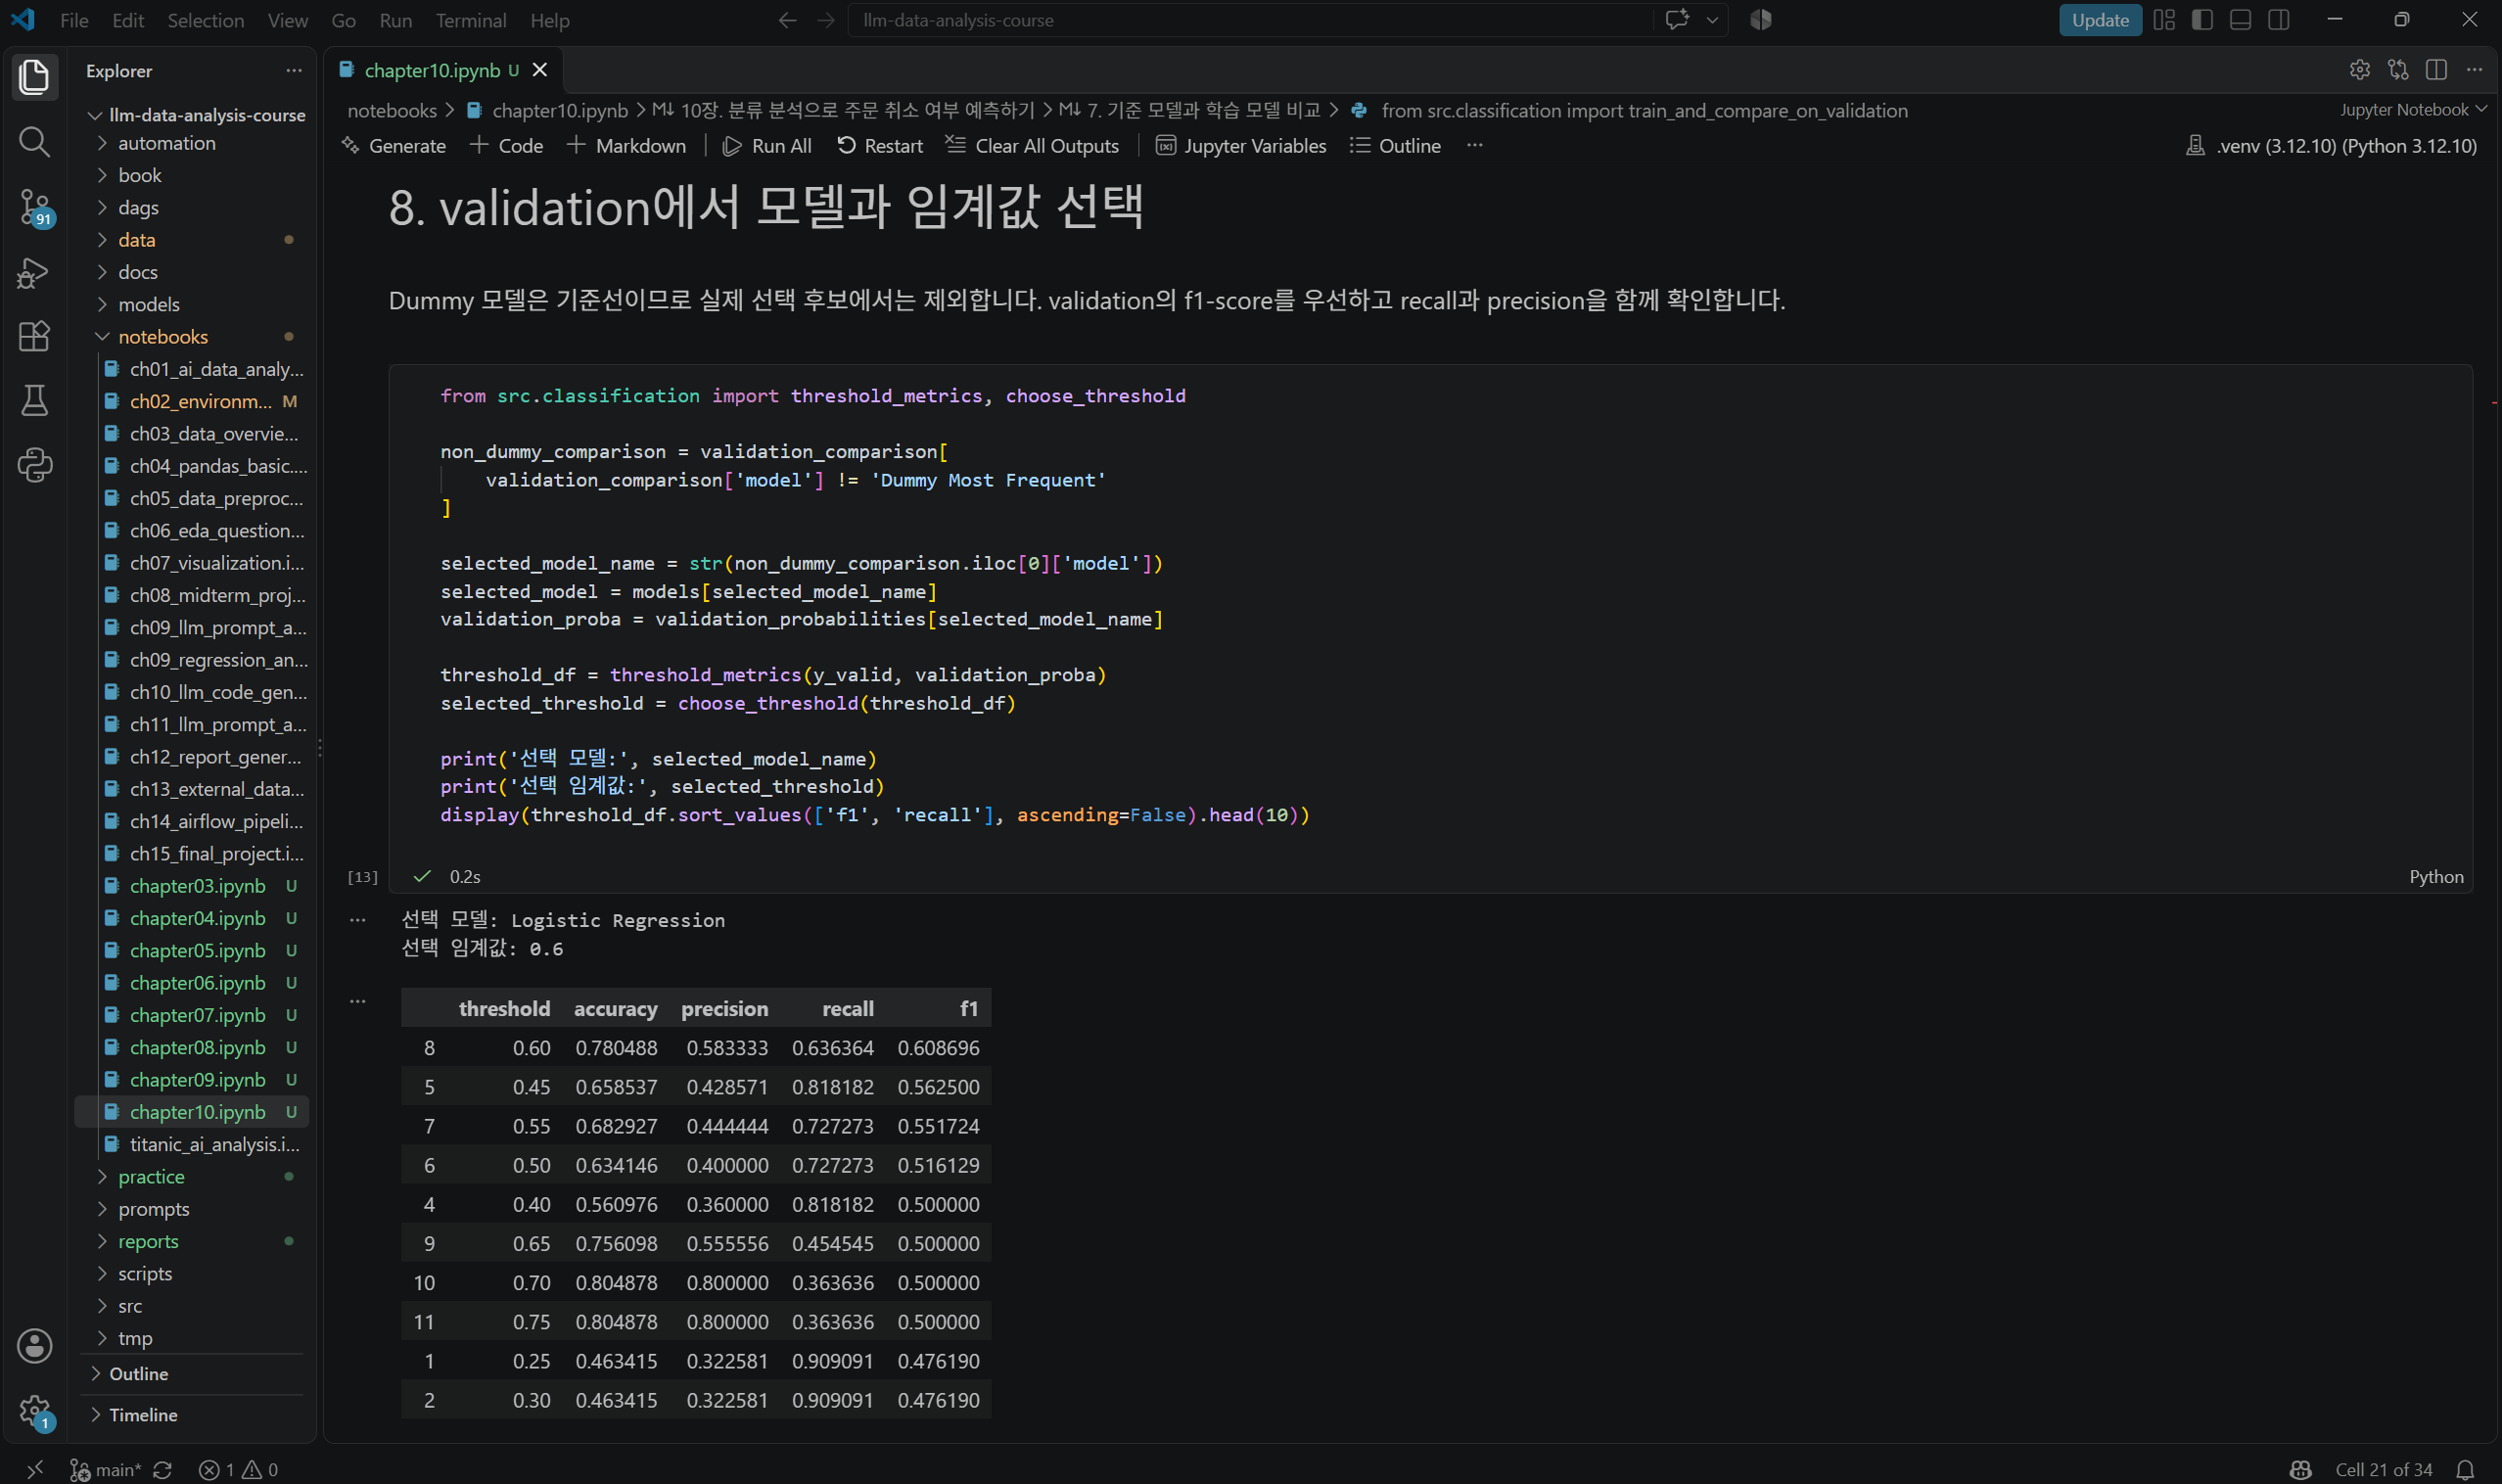 File Edit Selection View Go Run Terminal Help
llm-data-analysis-course
Update
Explorer
llm-data-analysis-course
automation
book
dags
data
docs
models
notebooks
ch01_ai_data_analy...
ch02_environm... M
ch03_data_overvie...
ch04_pandas_basic....
ch05_data_preproc...
ch06_eda_question...
ch07_visualization.i...
ch08_midterm_proj...
ch09_llm_prompt_a...
ch09_regression_an...
ch10_llm_code_gen...
ch11_llm_prompt_a...
ch12_report_gener...
ch13_external_data...
ch14_airflow_pipeli...
ch15_final_project.i...
chapter03.ipynb U
chapter04.ipynb U
chapter05.ipynb U
chapter06.ipynb U
chapter07.ipynb U
chapter08.ipynb U
chapter09.ipynb U
chapter10.ipynb U
titanic_ai_analysis.i...
practice
prompts
reports
scripts
src
tmp
Outline
Timeline
91
1
chapter10.ipynb U
notebooks > chapter10.ipynb > M↓ 10장. 분류 분석으로 주문 취소 여부 예측하기 > M↓ 7. 기준 모델과 학습 모델 비교 > from src.classification import train_and_compare_on_validation
Jupyter Notebook
Generate + Code + Markdown Run All Restart Clear All Outputs Jupyter Variables Outline ...
.venv (3.12.10) (Python 3.12.10)
8. validation에서 모델과 임계값 선택
Dummy 모델은 기준선이므로 실제 선택 후보에서는 제외합니다. validation의 f1-score를 우선하고 recall과 precision을 함께 확인합니다.
from src.classification import threshold_metrics, choose_threshold
non_dummy_comparison = validation_comparison[
validation_comparison['model'] != 'Dummy Most Frequent'
]
selected_model_name = str(non_dummy_comparison.iloc[0]['model'])
selected_model = models[selected_model_name]
validation_proba = validation_probabilities[selected_model_name]
threshold_df = threshold_metrics(y_valid, validation_proba)
selected_threshold = choose_threshold(threshold_df)
print('선택 모델:', selected_model_name)
print('선택 임계값:', selected_threshold)
display(threshold_df.sort_values(['f1', 'recall'], ascending=False).head(10))
[13] 0.2s
Python
선택 모델: Logistic Regression
선택 임계값: 0.6
threshold accuracy precision recall f1
8 0.60 0.780488 0.583333 0.636364 0.608696
5 0.45 0.658537 0.428571 0.818182 0.562500
7 0.55 0.682927 0.444444 0.727273 0.551724
6 0.50 0.634146 0.400000 0.727273 0.516129
4 0.40 0.560976 0.360000 0.818182 0.500000
9 0.65 0.756098 0.555556 0.454545 0.500000
10 0.70 0.804878 0.800000 0.363636 0.500000
11 0.75 0.804878 0.800000 0.363636 0.500000
1 0.25 0.463415 0.322581 0.909091 0.476190
2 0.30 0.463415 0.322581 0.909091 0.476190
main* 1 0
Cell 21 of 34